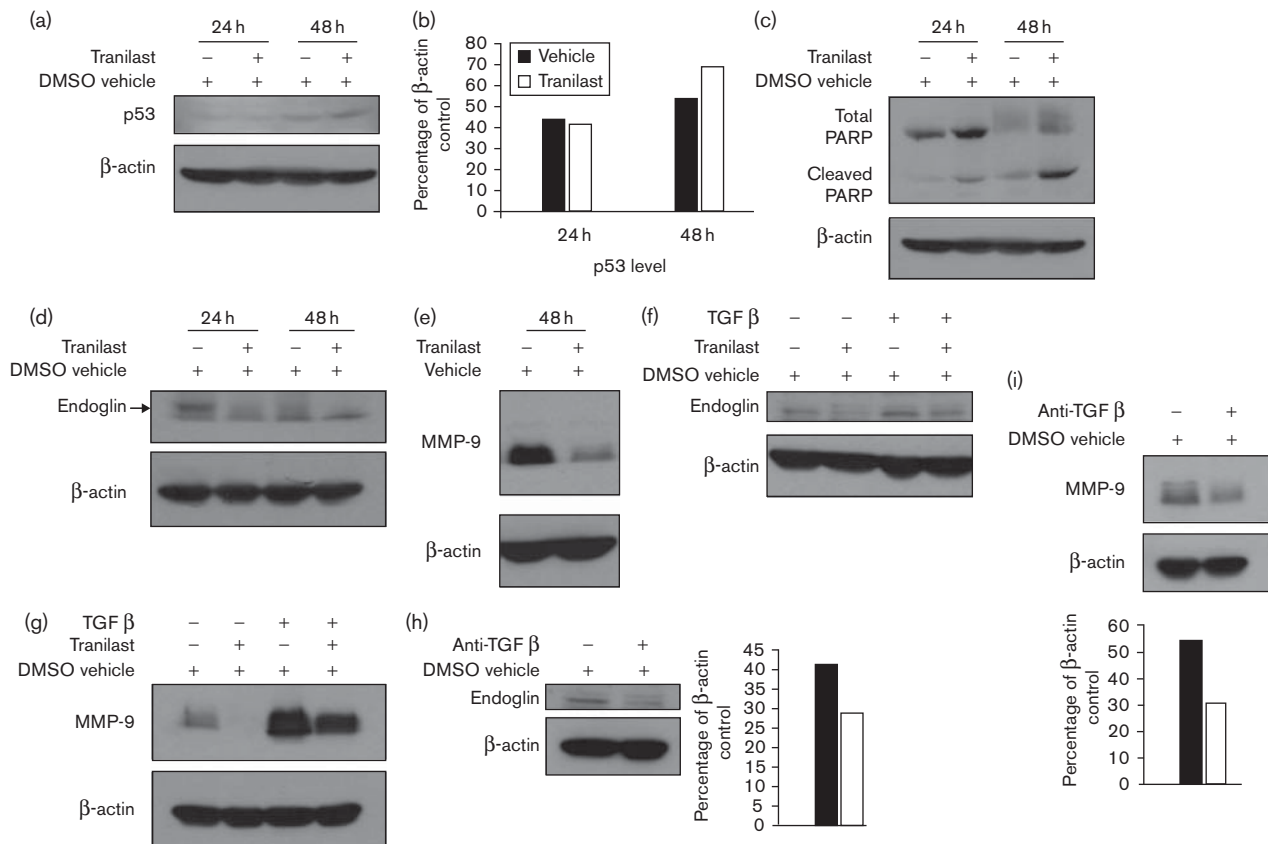 (a)
24 h 48 h
Tranilast − + − +
DMSO vehicle + + + +
p53
β-actin
(b)
80
70
60
50
40
30
20
10
0
Percentage of β-actin
control
Vehicle
Tranilast
24 h 48 h
p53 level
(c)
24 h 48 h
Tranilast − + − +
DMSO vehicle + + + +
Total
PARP
Cleaved
PARP
β-actin
(d)
24 h 48 h
Tranilast − + − +
DMSO vehicle + + + +
Endoglin
β-actin
(e)
48 h
Tranilast − +
Vehicle + +
MMP-9
β-actin
(f)
TGF β − − + +
Tranilast − + − +
DMSO vehicle + + + +
Endoglin
β-actin
(g)
TGF β − − + +
Tranilast − + − +
DMSO vehicle + + + +
MMP-9
β-actin
(h)
Anti-TGF β − +
DMSO vehicle + +
Endoglin
β-actin
Percentage of β-actin
control
45
40
35
30
25
20
15
10
5
0
(i)
Anti-TGF β − +
DMSO vehicle + +
MMP-9
β-actin
Percentage of β-actin
control
60
50
40
30
20
10
0